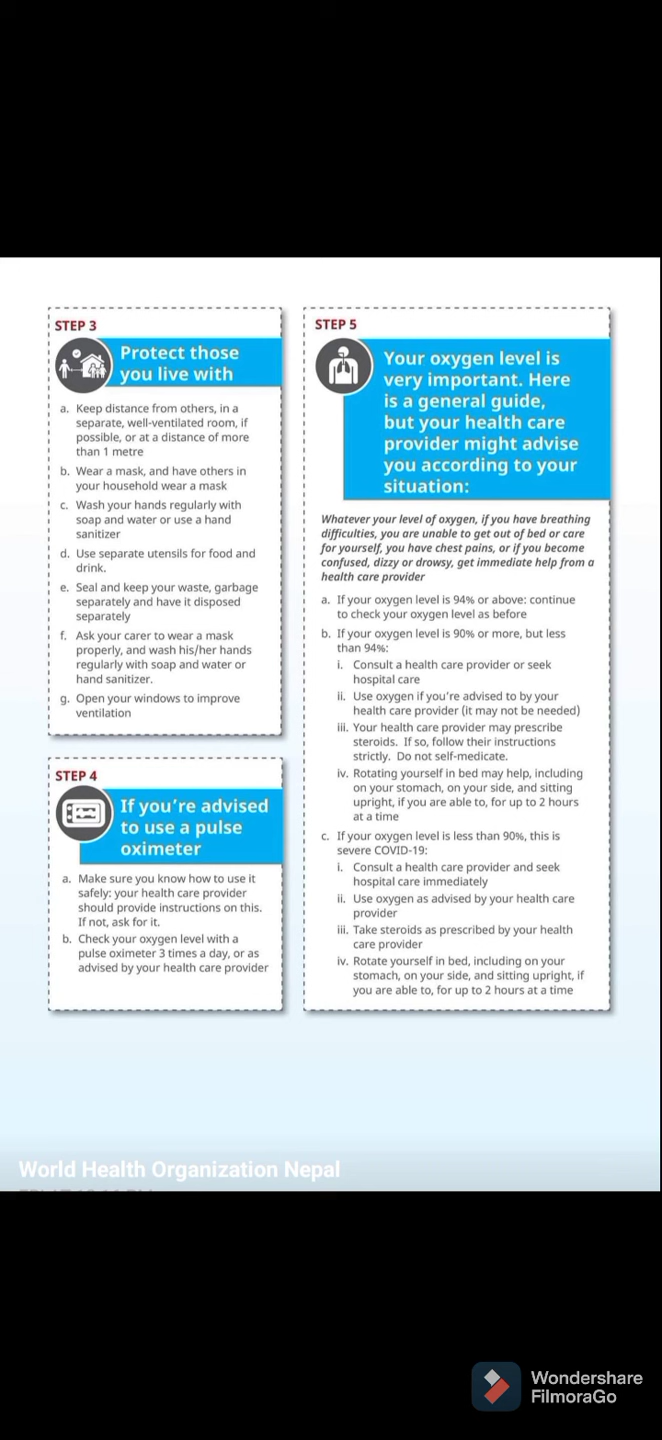 STEP 3
Protect those
you live with
a. Keep distance from others, in a
separate, well-ventilated room, if
possible, or at a distance of more
than 1 metre
b. Wear a mask, and have others in
your household wear a mask
c. Wash your hands regularly with
soap and water or use a hand
sanitizer
d. Use separate utensils for food and
drink.
e. Seal and keep your waste, garbage
separately and have it disposed
separately
f. Ask your carer to wear a mask
properly, and wash his/her hands
regularly with soap and water or
hand sanitizer.
g. Open your windows to improve
ventilation
STEP 4
If you're advised
to use a pulse
oximeter
a. Make sure you know how to use it
safely: your health care provider
should provide instructions on this.
If not, ask for it.
b. Check your oxygen level with a
pulse oximeter 3 times a day, or as
advised by your health care provider
STEP 5
Your oxygen level is
very important. Here
is a general guide,
but your health care
provider might advise
you according to your
situation:
Whatever your level of oxygen, if you have breathing
difficulties, you are unable to get out of bed or care
for yourself, you have chest pains, or if you become
confused, dizzy or drowsy, get immediate help from a
health care provider
a. If your oxygen level is 94% or above: continue
to check your oxygen level as before
b. If your oxygen level is 90% or more, but less
than 94%:
i. Consult a health care provider or seek
hospital care
ii. Use oxygen if you're advised to by your
health care provider (it may not be needed)
iii. Your health care provider may prescribe
steroids. If so, follow their instructions
strictly. Do not self-medicate.
iv. Rotating yourself in bed may help, including
on your stomach, on your side, and sitting
upright, if you are able to, for up to 2 hours
at a time
c. If your oxygen level is less than 90%, this is
severe COVID-19:
i. Consult a health care provider and seek
hospital care immediately
ii. Use oxygen as advised by your health care
provider
iii. Take steroids as prescribed by your health
care provider
iv. Rotate yourself in bed, including on your
stomach, on your side, and sitting upright, if
you are able to, for up to 2 hours at a time
World Health Organization Nepal
Wondershare
FilmoraGo